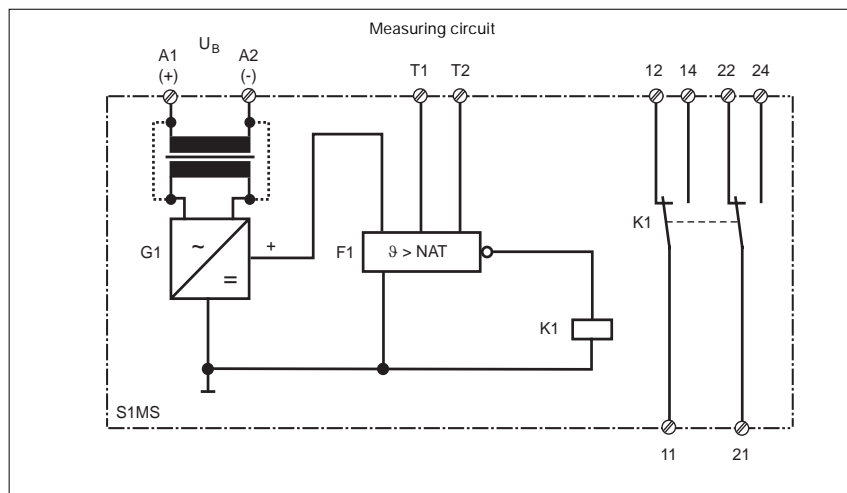 Measuring circuit
A1 U_B A2 T1 T2 12 14 22 24
(+) (-)
K1
G1 ~ + F1 ϑ > NAT
=
K1
S1MS
11 21